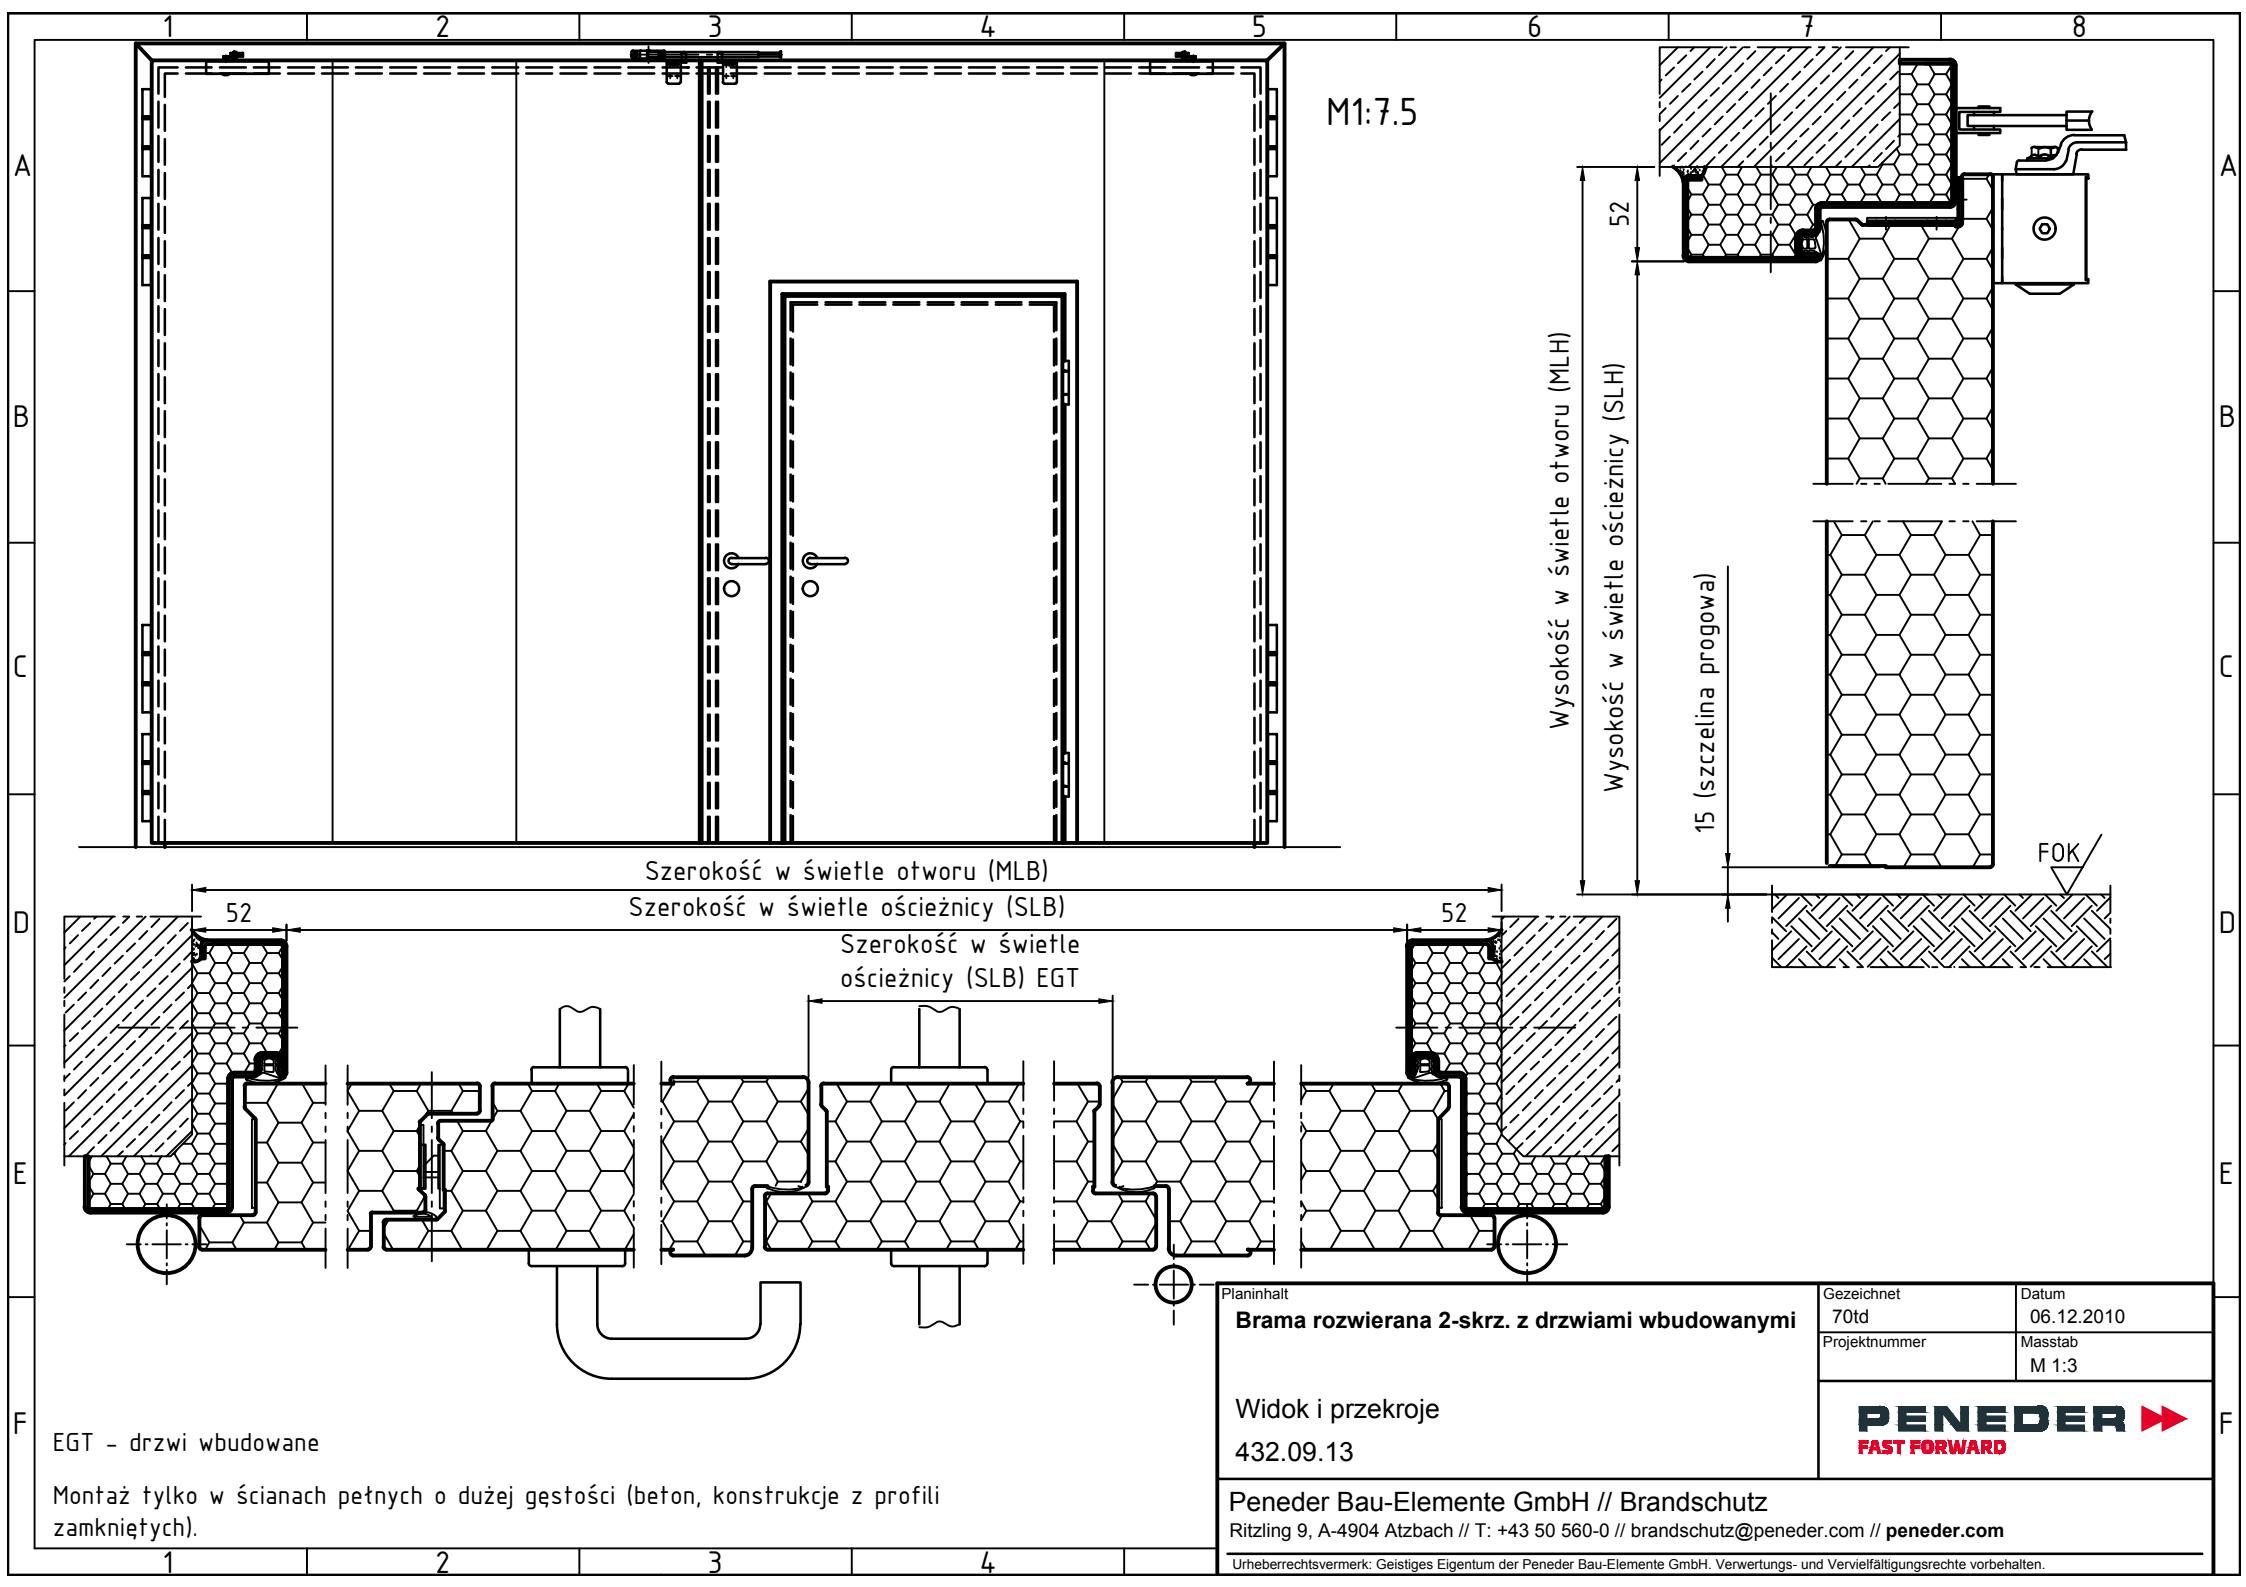 1 2 3 4 5 6 7 8
A A
B B
C C
D D
E E
F F
M1:7.5
52
Wysokość w świetle otworu (MLH)
Wysokość w świetle ościeżnicy (SLH)
15 (szczelina progowa)
FOK
Szerokość w świetle otworu (MLB)
52
Szerokość w świetle ościeżnicy (SLB)
52
Szerokość w świetle
ościeżnicy (SLB) EGT
EGT - drzwi wbudowane
Montaż tylko w ścianach pełnych o dużej gęstości (beton, konstrukcje z profili
zamkniętych).
1 2 3 4
Planinhalt
Brama rozwierana 2-skrz. z drzwiami wbudowanymi
Widok i przekroje
432.09.13
Gezeichnet
70td
Datum
06.12.2010
Projektnummer
Masstab
M 1:3
PENEDER
FAST FORWARD
Peneder Bau-Elemente GmbH // Brandschutz
Ritzling 9, A-4904 Atzbach // T: +43 50 560-0 // brandschutz@peneder.com // peneder.com
Urheberrechtsvermerk: Geistiges Eigentum der Peneder Bau-Elemente GmbH. Verwertungs- und Vervielfältigungsrechte vorbehalten.